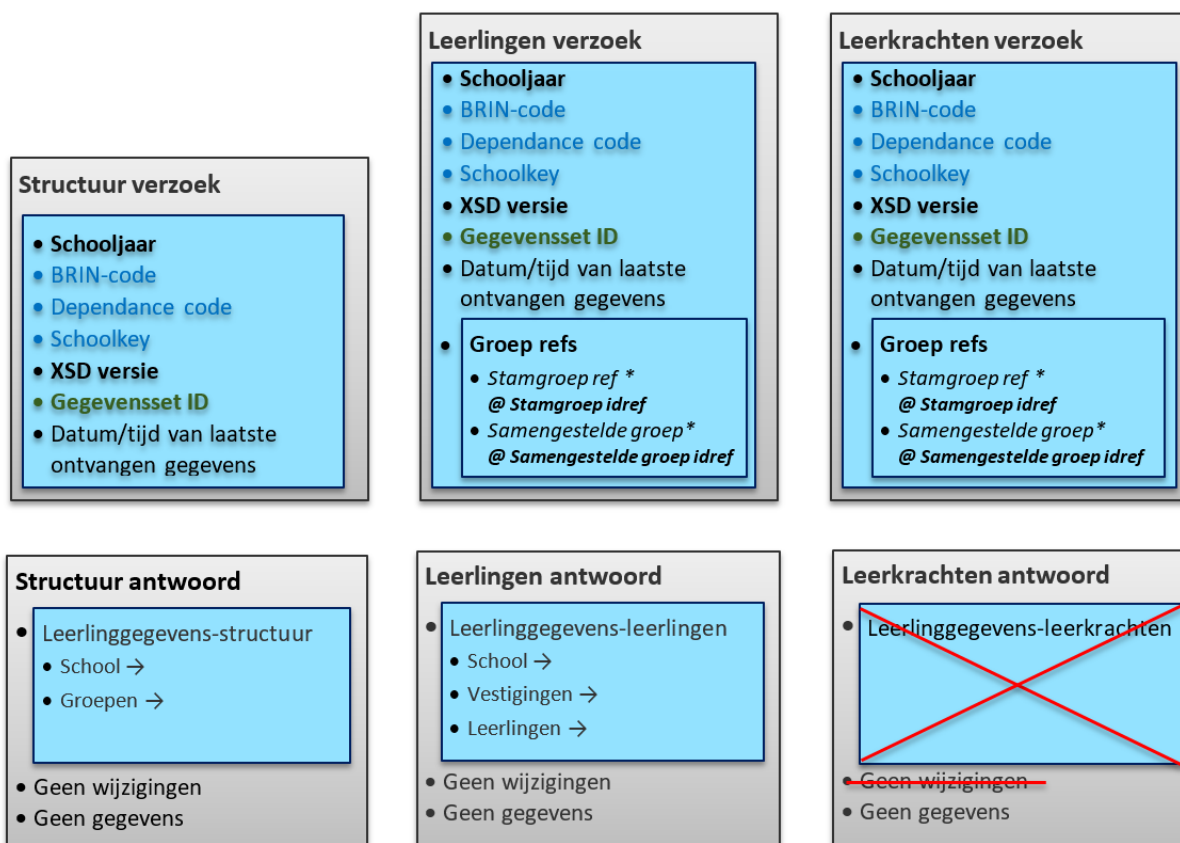 Structuur verzoek
• Schooljaar
• BRIN-code
• Dependance code
• Schoolkey
• XSD versie
• Gegevensset ID
• Datum/tijd van laatste
ontvangen gegevens
Leerlingen verzoek
• Schooljaar
• BRIN-code
• Dependance code
• Schoolkey
• XSD versie
• Gegevensset ID
• Datum/tijd van laatste
ontvangen gegevens
• Groep refs
• Stamgroep ref *
@ Stamgroep idref
• Samengestelde groep*
@ Samengestelde groep idref
Leerkrachten verzoek
• Schooljaar
• BRIN-code
• Dependance code
• Schoolkey
• XSD versie
• Gegevensset ID
• Datum/tijd van laatste
ontvangen gegevens
• Groep refs
• Stamgroep ref *
@ Stamgroep idref
• Samengestelde groep*
@ Samengestelde groep idref
Structuur antwoord
• Leerlinggegevens-structuur
• School →
• Groepen →
• Geen wijzigingen
• Geen gegevens
Leerlingen antwoord
• Leerlinggegevens-leerlingen
• School →
• Vestigingen →
• Leerlingen →
• Geen wijzigingen
• Geen gegevens
Leerkrachten antwoord
• Leerlinggegevens-leerkrachten
• Geen wijzigingen
• Geen gegevens